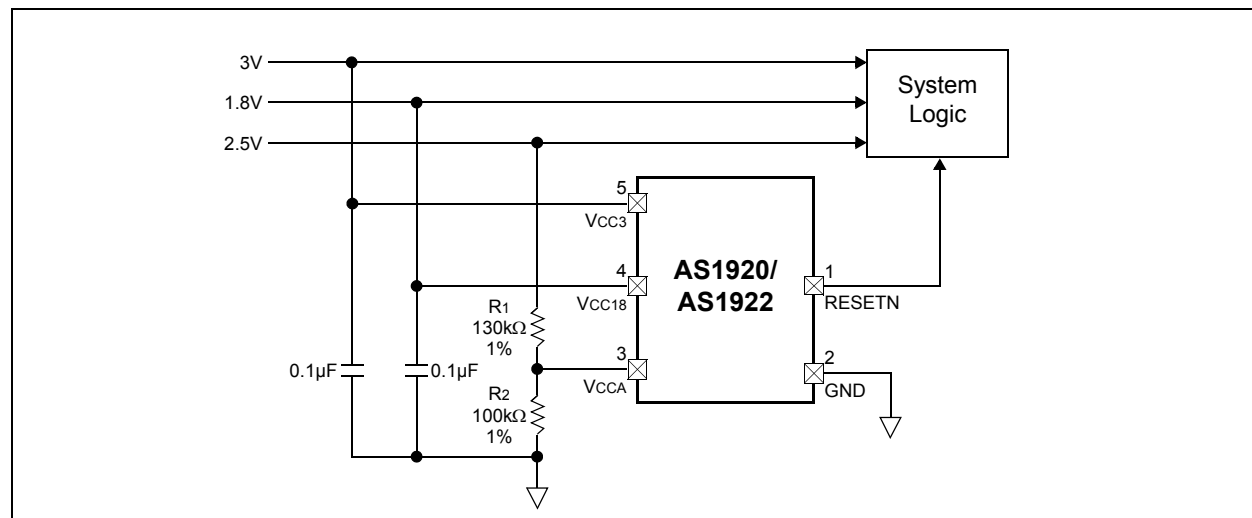 3V
1.8V
2.5V
System
Logic
5
VCC3
4
VCC18
3
VCCA
AS1920/
AS1922
1
RESETN
2
GND
R1
130kΩ
1%
0.1µF
0.1µF
R2
100kΩ
1%